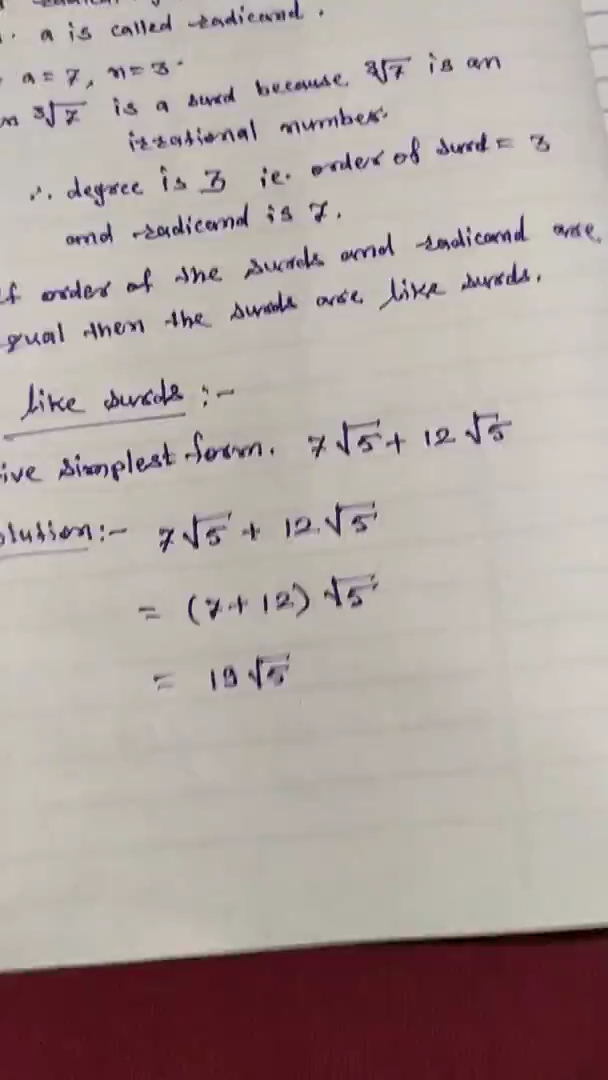 a is called radicand.
a = 7, n = 3.
∛7 is a surd because ∛7 is an
irrational number.
∴ degree is 3 ie. order of surd = 3
and radicand is 7.
If order of the surds and radicand are
equal then the surds are like surds.
like surds :-
Give simplest form. 7√5 + 12√5
Solution:- 7√5 + 12√5
= (7+12) √5
= 19√5